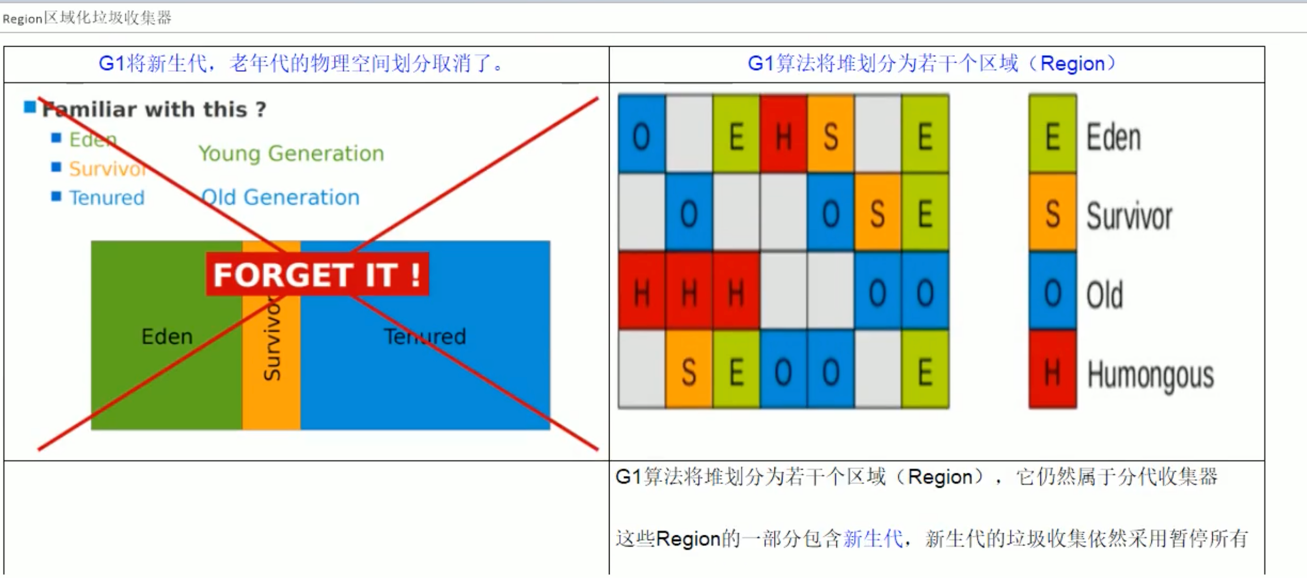 Region区域化垃圾收集器
G1将新生代，老年代的物理空间划分取消了。
G1算法将堆划分为若干个区域（Region）
Familiar with this ?
Eden
Survivor
Tenured
Young Generation
Old Generation
FORGET IT !
Eden
Survivor
Tenured
O E H S E
O O S E
H H H O O
S E O O E
E Eden
S Survivor
O Old
H Humongous
G1算法将堆划分为若干个区域（Region），它仍然属于分代收集器
这些Region的一部分包含新生代，新生代的垃圾收集依然采用暂停所有